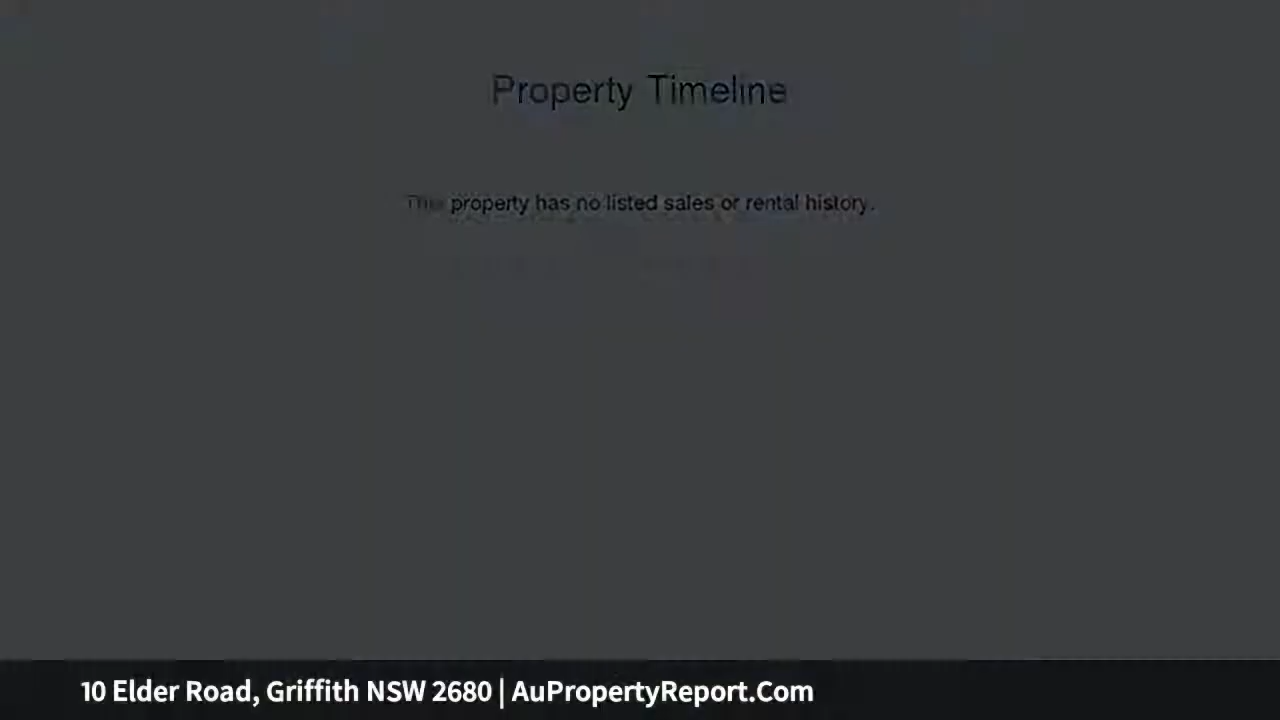 Property Timeline
This property has no listed sales or rental history.
10 Elder Road, Griffith NSW 2680 | AuPropertyReport.Com